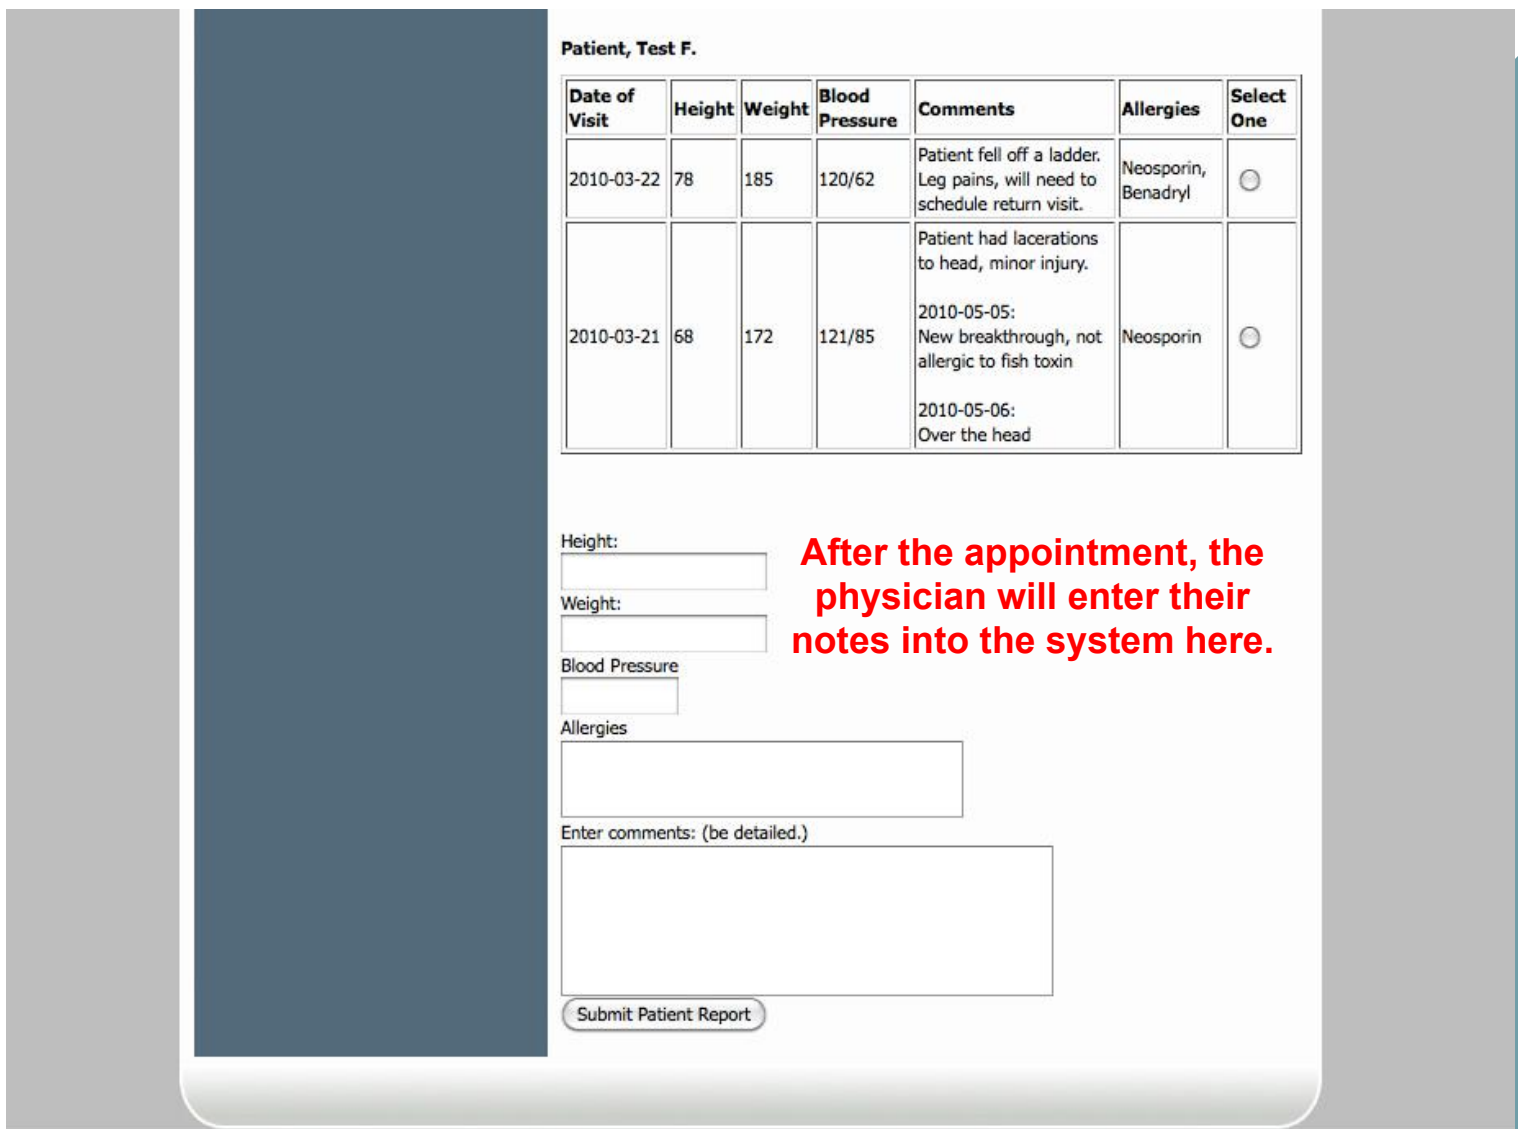 Patient, Test F.
Date of Visit Height Weight Blood Pressure Comments Allergies Select One
2010-03-22 78 185 120/62 Patient fell off a ladder. Leg pains, will need to schedule return visit. Neosporin, Benadryl
2010-03-21 68 172 121/85 Patient had lacerations to head, minor injury.
2010-05-05:
New breakthrough, not allergic to fish toxin
2010-05-06:
Over the head
Neosporin
Height:
After the appointment, the
physician will enter their
notes into the system here.
Weight:
Blood Pressure
Allergies
Enter comments: (be detailed.)
Submit Patient Report